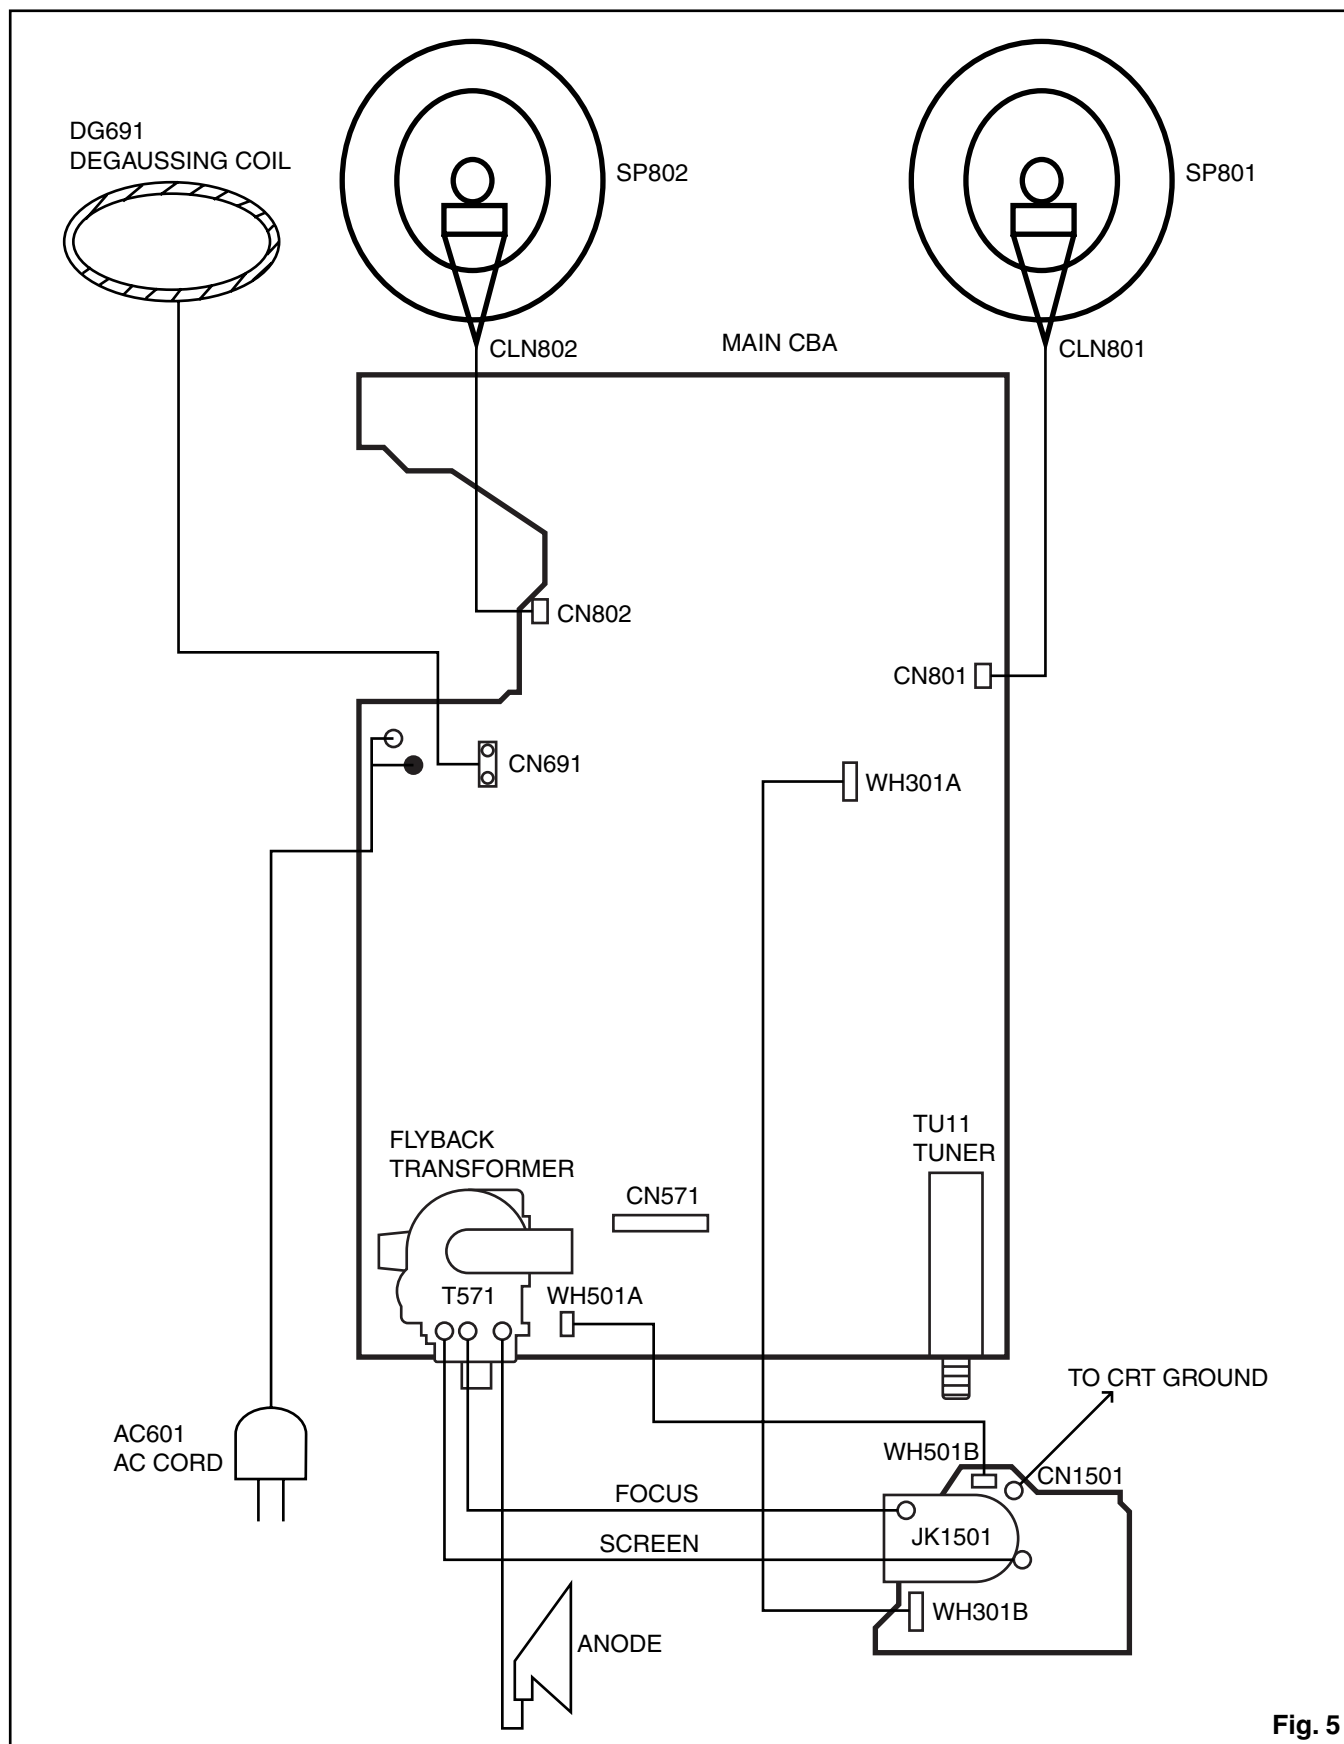 DG691
DEGAUSSING COIL
SP802
SP801
CLN802
MAIN CBA
CLN801
CN802
CN801
CN691
WH301A
FLYBACK
TRANSFORMER
TU11
TUNER
CN571
T571
WH501A
TO CRT GROUND
AC601
AC CORD
WH501B
CN1501
FOCUS
JK1501
SCREEN
WH301B
ANODE
Fig. 5